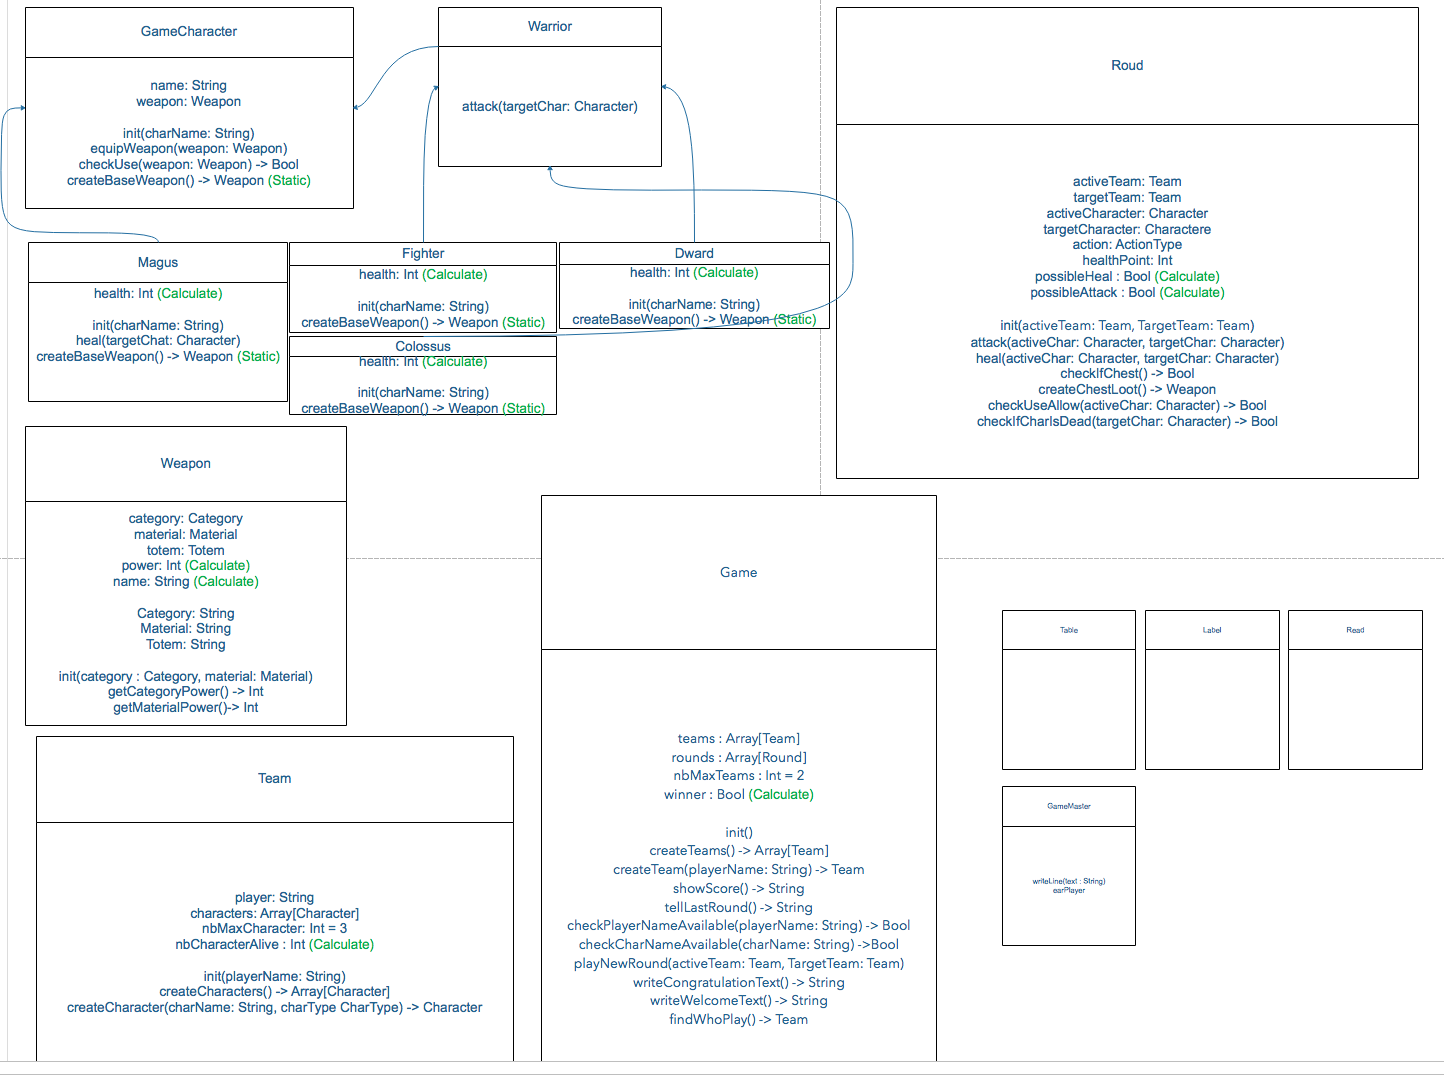 GameCharacter
name: String
weapon: Weapon
init(charName: String)
equipWeapon(weapon: Weapon)
checkUse(weapon: Weapon) -> Bool
createBaseWeapon() -> Weapon (Static)
Warrior
attack(targetChar: Character)
Roud
activeTeam: Team
targetTeam: Team
activeCharacter: Character
targetCharacter: Charactere
action: ActionType
healthPoint: Int
possibleHeal : Bool (Calculate)
possibleAttack : Bool (Calculate)
init(activeTeam: Team, TargetTeam: Team)
attack(activeChar: Character, targetChar: Character)
heal(activeChar: Character, targetChar: Character)
checkIfChest() -> Bool
createChestLoot() -> Weapon
checkUseAllow(activeChar: Character) -> Bool
checkIfCharIsDead(targetChar: Character) -> Bool
Magus
health: Int (Calculate)
init(charName: String)
heal(targetChat: Character)
createBaseWeapon() -> Weapon (Static)
Fighter
health: Int (Calculate)
init(charName: String)
createBaseWeapon() -> Weapon (Static)
Dward
health: Int (Calculate)
init(charName: String)
createBaseWeapon() -> Weapon (Static)
Colossus
health: Int (Calculate)
init(charName: String)
createBaseWeapon() -> Weapon (Static)
Weapon
category: Category
material: Material
totem: Totem
power: Int (Calculate)
name: String (Calculate)
Category: String
Material: String
Totem: String
init(category : Category, material: Material)
getCategoryPower() -> Int
getMaterialPower()-> Int
Team
player: String
characters: Array[Character]
nbMaxCharacter: Int = 3
nbCharacterAlive : Int (Calculate)
init(playerName: String)
createCharacters() -> Array[Character]
createCharacter(charName: String, charType CharType) -> Character
Game
teams : Array[Team]
rounds : Array[Round]
nbMaxTeams : Int = 2
winner : Bool (Calculate)
init()
createTeams() -> Array[Team]
createTeam(playerName: String) -> Team
showScore() -> String
tellLastRound() -> String
checkPlayerNameAvailable(playerName: String) -> Bool
checkCharNameAvailable(charName: String) ->Bool
playNewRound(activeTeam: Team, TargetTeam: Team)
writeCongratulationText() -> String
writeWelcomeText() -> String
findWhoPlay() -> Team
Table
Label
Read
GameMaster
writeLine(text : String)
earPlayer